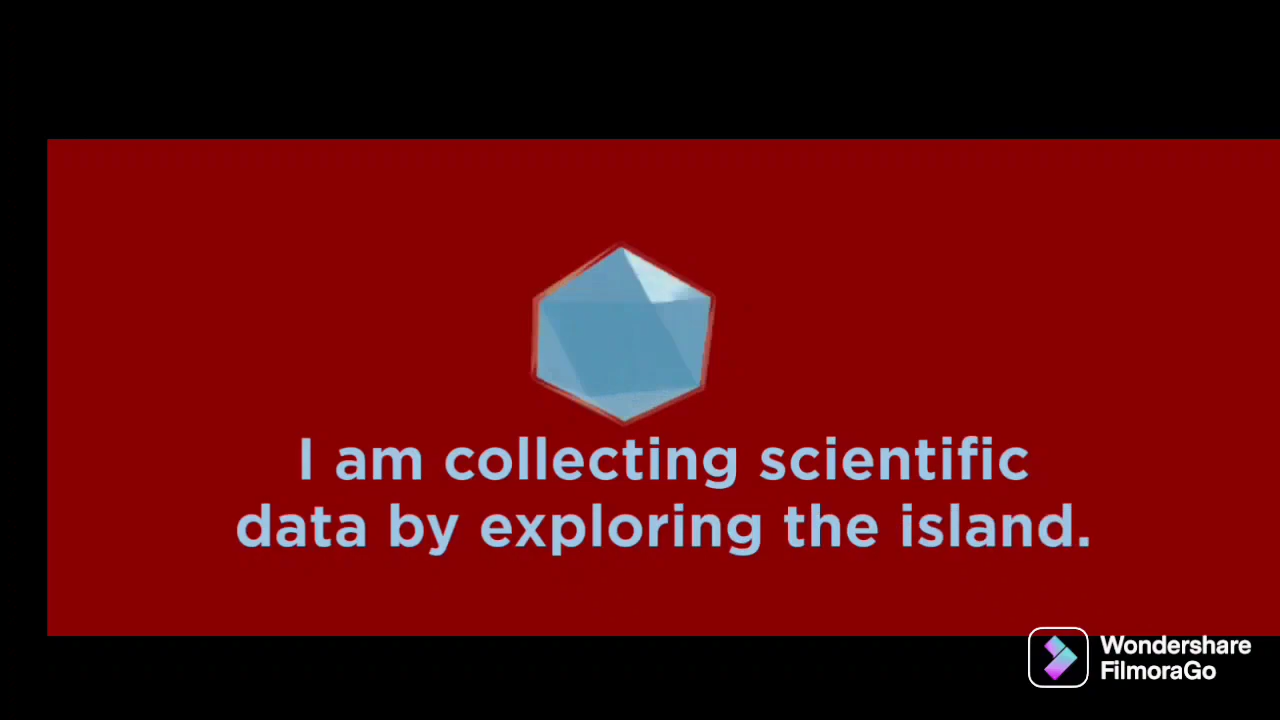 I am collecting scientific
data by exploring the island.
Wondershare
FilmoraGo